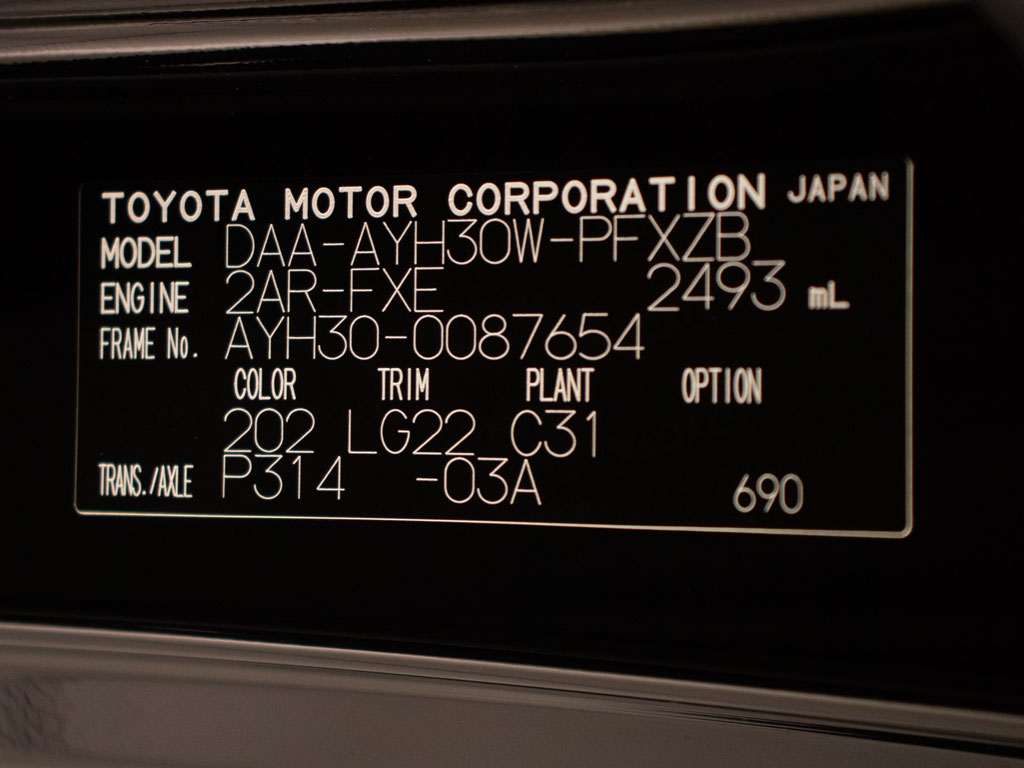 TOYOTA MOTOR CORPORATION JAPAN
MODEL DAA-AYH30W-PFXZB
ENGINE 2AR-FXE 2493 mL
FRAME No. AYH30-0087654
COLOR TRIM PLANT OPTION
202 LG22 C31
TRANS./AXLE P314 -03A 690